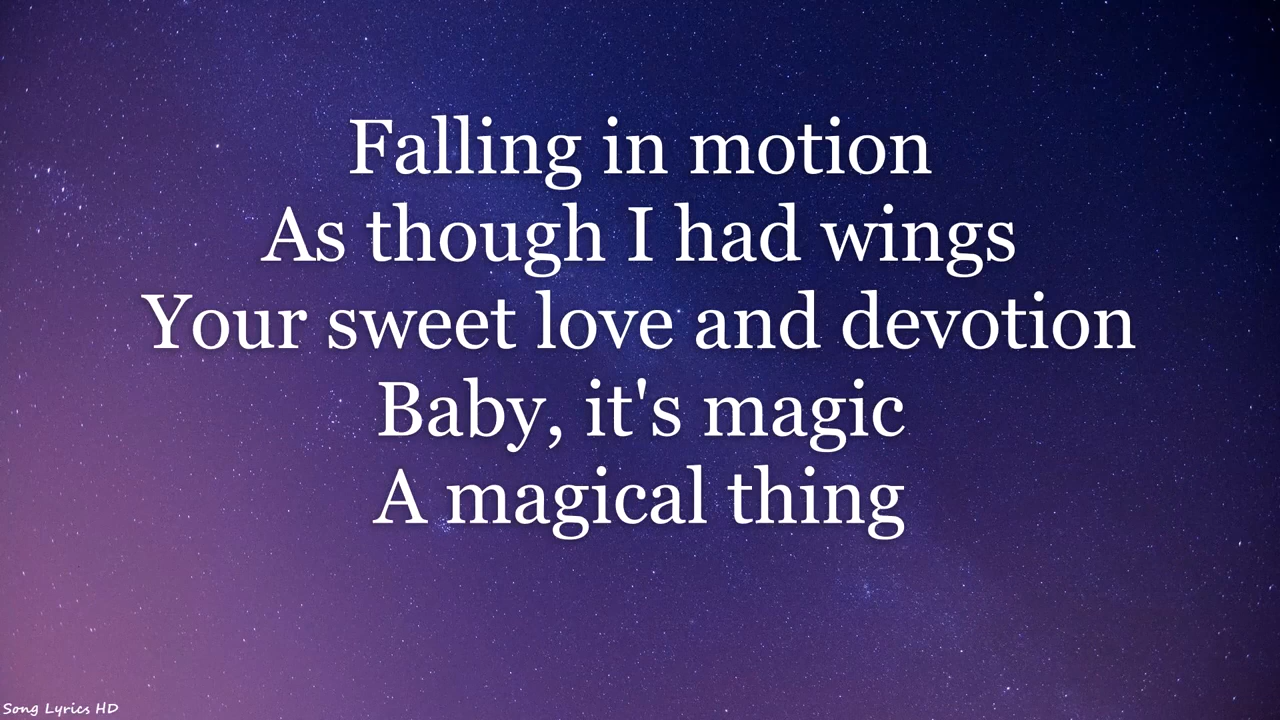 Falling in motion
As though I had wings
Your sweet love and devotion
Baby, it's magic
A magical thing
Song Lyrics HD